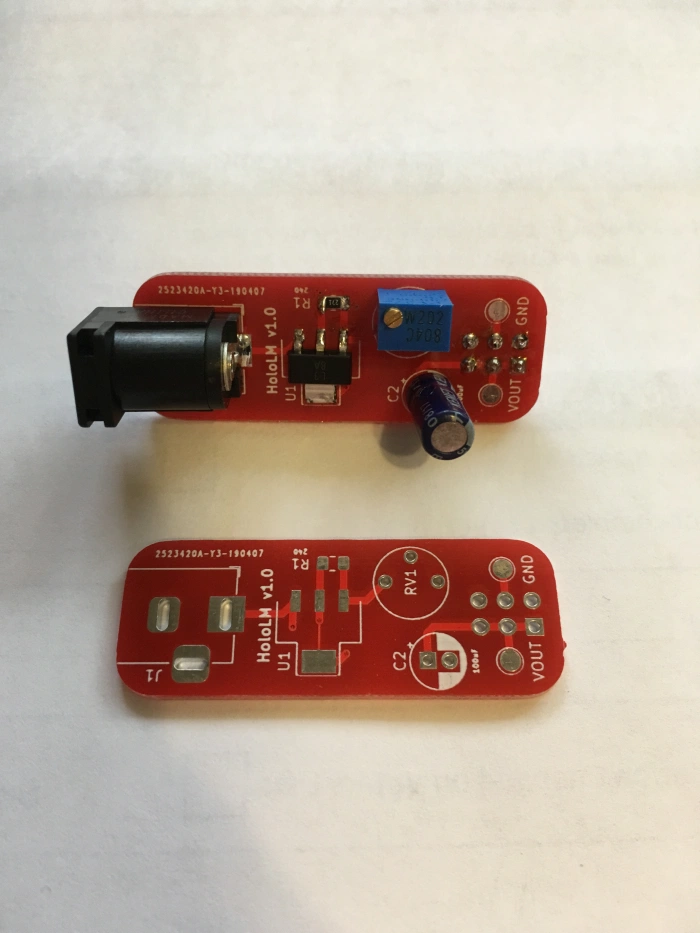 2523420A-Y3-190407
HoloLM v1.0
R1
240
U1
W202
C2
GND
VOUT
2523420A-Y3-190407
HoloLM v1.0
R1
240
U1
J1
RV1
C2
100uF
GND
VOUT